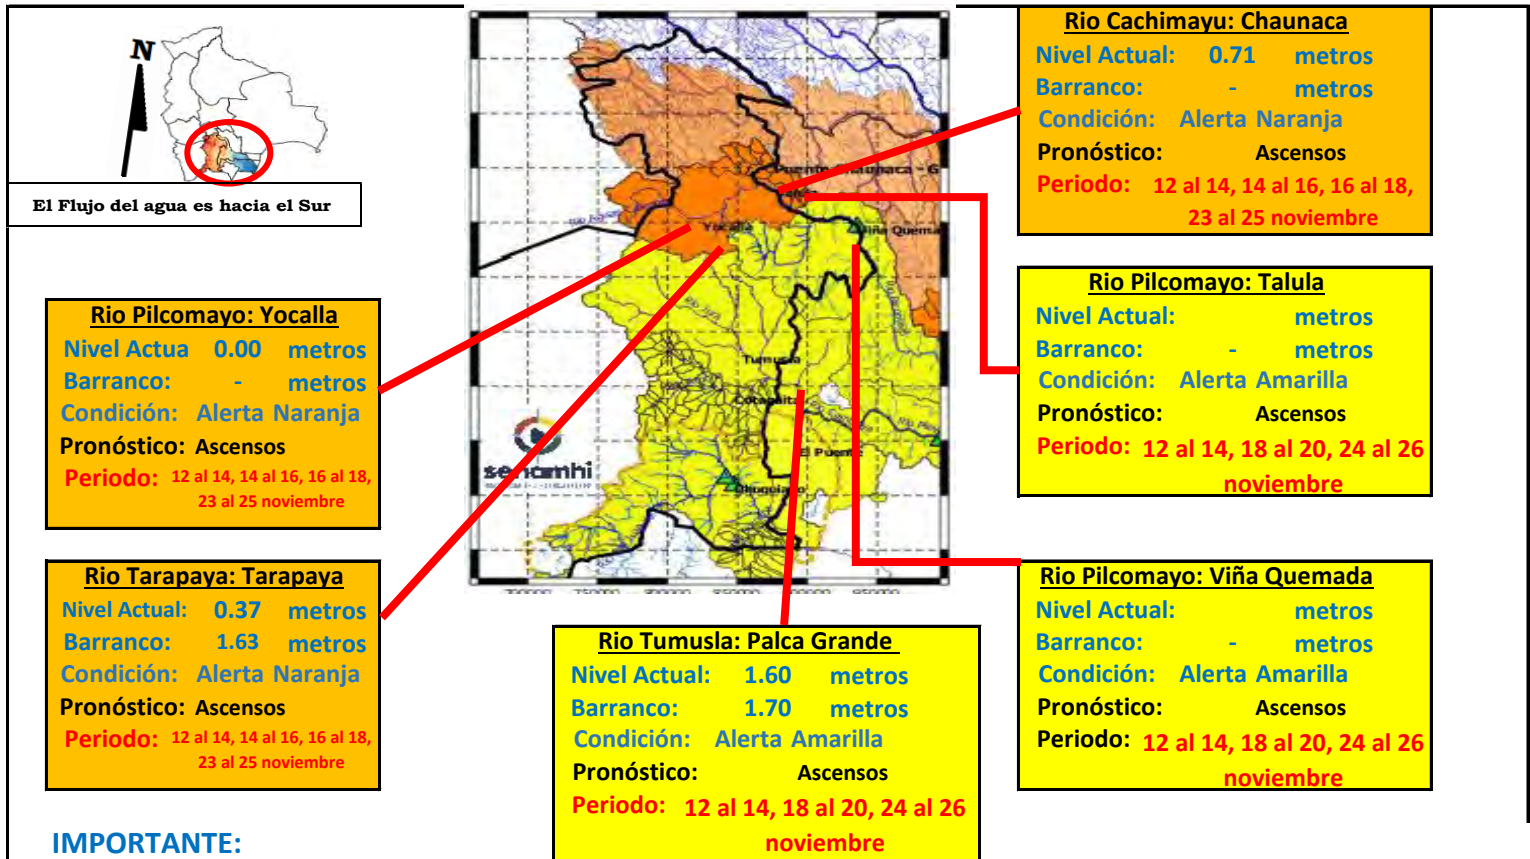 N
El Flujo del agua es hacia el Sur
Rio Pilcomayo: Yocalla
Nivel Actua 0.00 metros
Barranco: - metros
Condición: Alerta Naranja
Pronóstico: Ascensos
Periodo: 12 al 14, 14 al 16, 16 al 18,
23 al 25 noviembre
Rio Tarapaya: Tarapaya
Nivel Actual: 0.37 metros
Barranco: 1.63 metros
Condición: Alerta Naranja
Pronóstico: Ascensos
Periodo: 12 al 14, 14 al 16, 16 al 18,
23 al 25 noviembre
IMPORTANTE:
Yocalla
Viña Quema
Tumusla
Cotagaita
El Puente
senamhi
Rio Tumusla: Palca Grande
Nivel Actual: 1.60 metros
Barranco: 1.70 metros
Condición: Alerta Amarilla
Pronóstico: Ascensos
Periodo: 12 al 14, 18 al 20, 24 al 26
noviembre
Rio Cachimayu: Chaunaca
Nivel Actual: 0.71 metros
Barranco: - metros
Condición: Alerta Naranja
Pronóstico: Ascensos
Periodo: 12 al 14, 14 al 16, 16 al 18,
23 al 25 noviembre
Rio Pilcomayo: Talula
Nivel Actual: metros
Barranco: - metros
Condición: Alerta Amarilla
Pronóstico: Ascensos
Periodo: 12 al 14, 18 al 20, 24 al 26
noviembre
Rio Pilcomayo: Viña Quemada
Nivel Actual: metros
Barranco: - metros
Condición: Alerta Amarilla
Pronóstico: Ascensos
Periodo: 12 al 14, 18 al 20, 24 al 26
noviembre